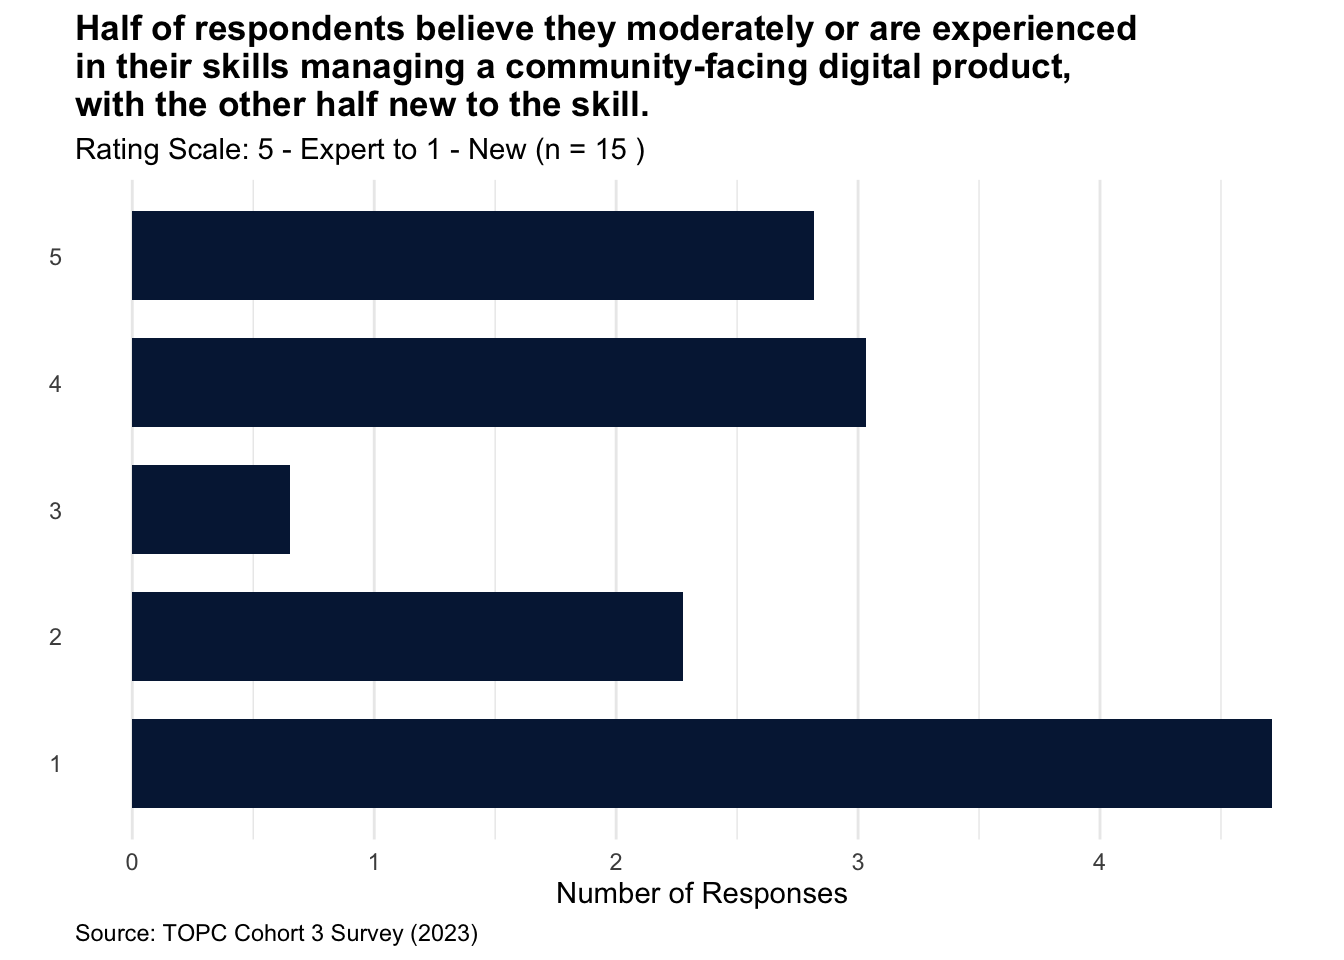 Half of respondents believe they moderately or are experienced
in their skills managing a community-facing digital product,
with the other half new to the skill.
Rating Scale: 5 - Expert to 1 - New (n = 15 )
5
4
3
2
1
0 1 2 3 4
Number of Responses
Source: TOPC Cohort 3 Survey (2023)